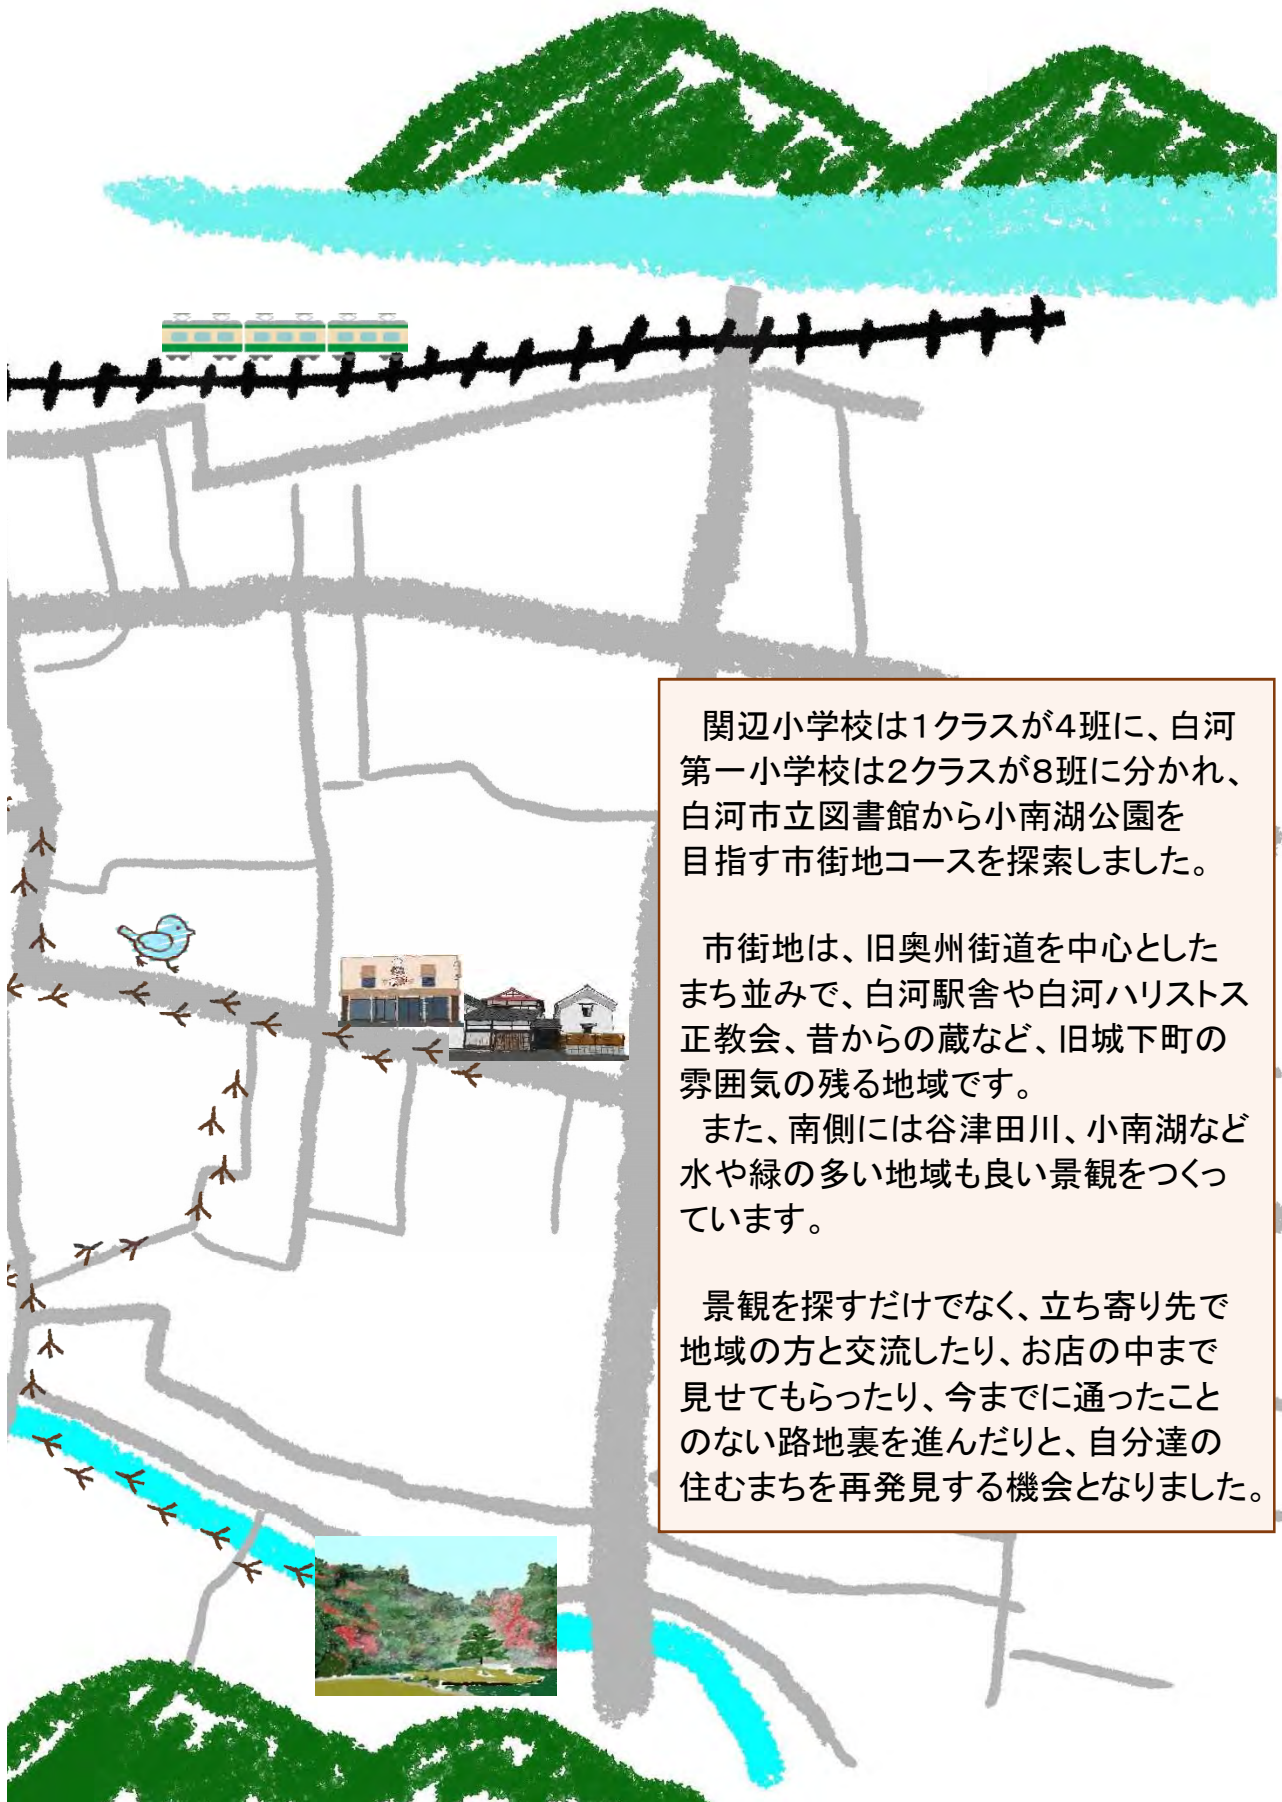 関辺小学校は1クラスが4班に、白河
第一小学校は2クラスが8班に分かれ、
白河市立図書館から小南湖公園を
目指す市街地コースを探索しました。
市街地は、旧奥州街道を中心とした
まち並みで、白河駅舎や白河ハリストス
正教会、昔からの蔵など、旧城下町の
雰囲気の残る地域です。
また、南側には谷津田川、小南湖など
水や緑の多い地域も良い景観をつくっ
ています。
景観を探すだけでなく、立ち寄り先で
地域の方と交流したり、お店の中まで
見せてもらったり、今までに通ったこと
のない路地裏を進んだりと、自分達の
住むまちを再発見する機会となりました。